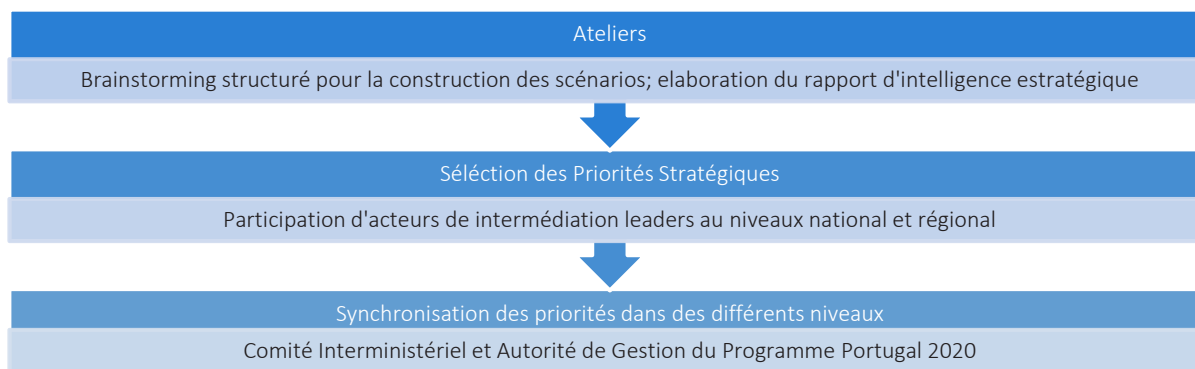 Ateliers
Brainstorming structuré pour la construction des scénarios; elaboration du rapport d'intelligence estratégique
Séléction des Priorités Stratégiques
Participation d'acteurs de intermédiation leaders au niveaux national et régional
Synchronisation des priorités dans des différents niveaux
Comité Interministériel et Autorité de Gestion du Programme Portugal 2020